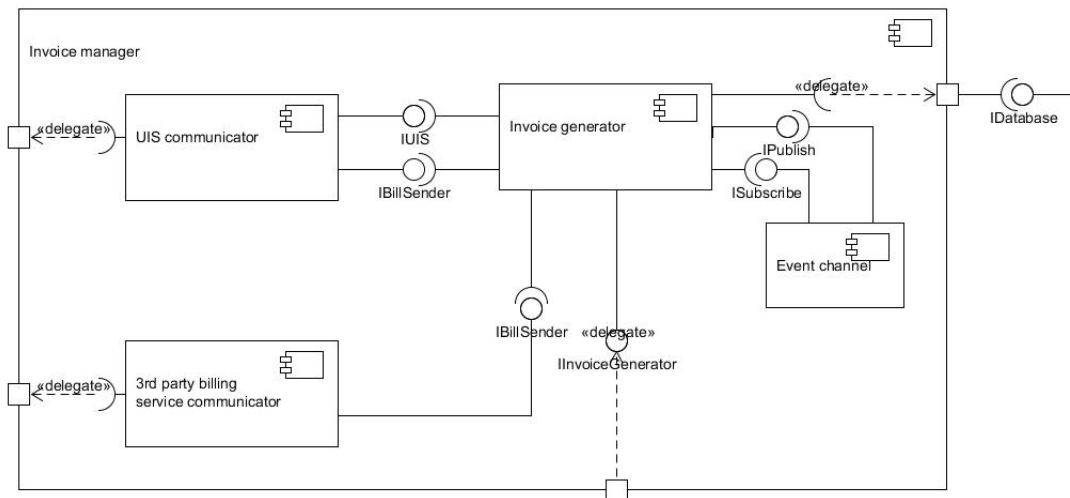 Invoice manager
«delegate»
UIS communicator
IUIS
IBillSender
Invoice generator
«delegate»
IDatabase
IPublish
ISubscribe
Event channel
IBillSender
«delegate»
IInvoiceGenerator
«delegate»
3rd party billing
service communicator